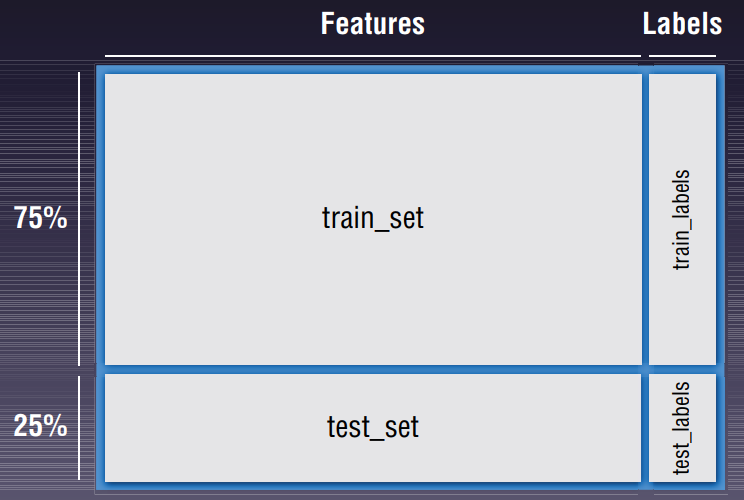 Features
Labels
75%
train_set
train_labels
25%
test_set
test_labels